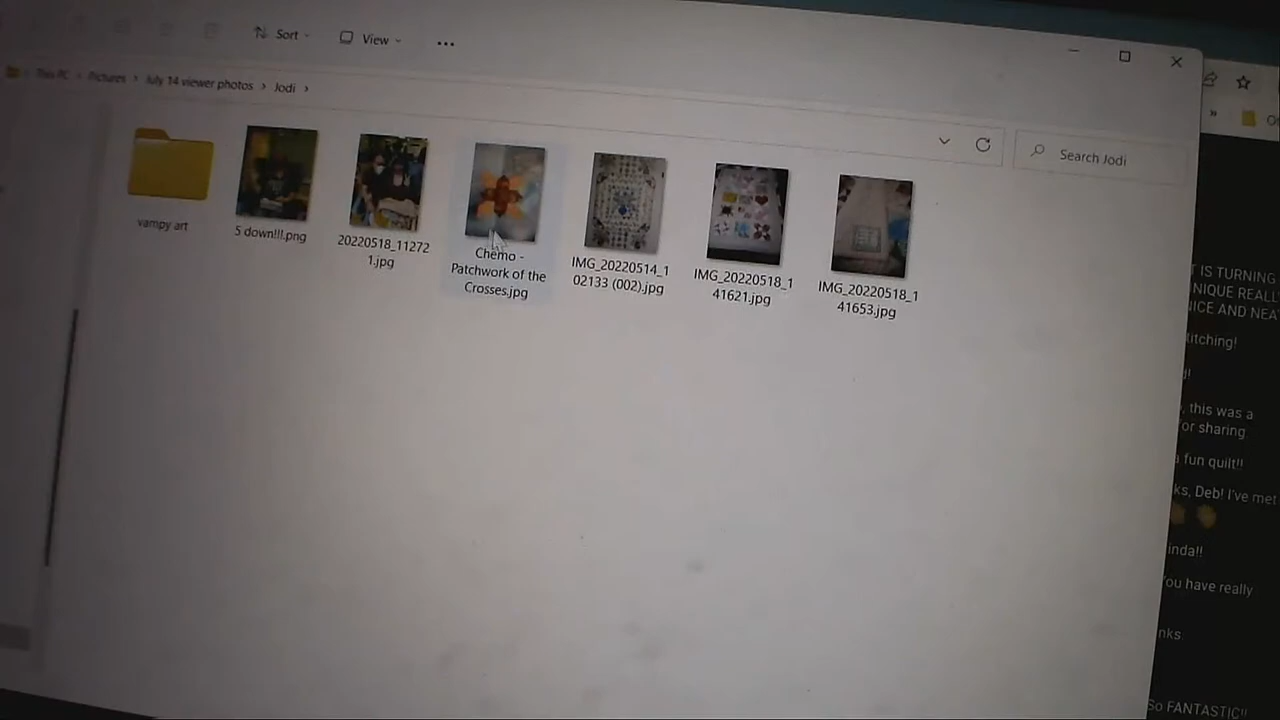 Sort
View
This PC > Pictures > July 14 viewer photos > Jodi >
Search Jodi
vampy art
5 down!!!.png
20220518_11272
1.jpg
Chemo -
Patchwork of the
Crosses.jpg
IMG_20220514_1
02133 (002).jpg
IMG_20220518_1
41621.jpg
IMG_20220518_1
41653.jpg
IS TURNING
NIQUE REALL
ICE AND NEA
titching!
, this was a
or sharing
a fun quilt!!
ks, Deb! I've met
inda!!
You have really
nks
So FANTASTIC!!